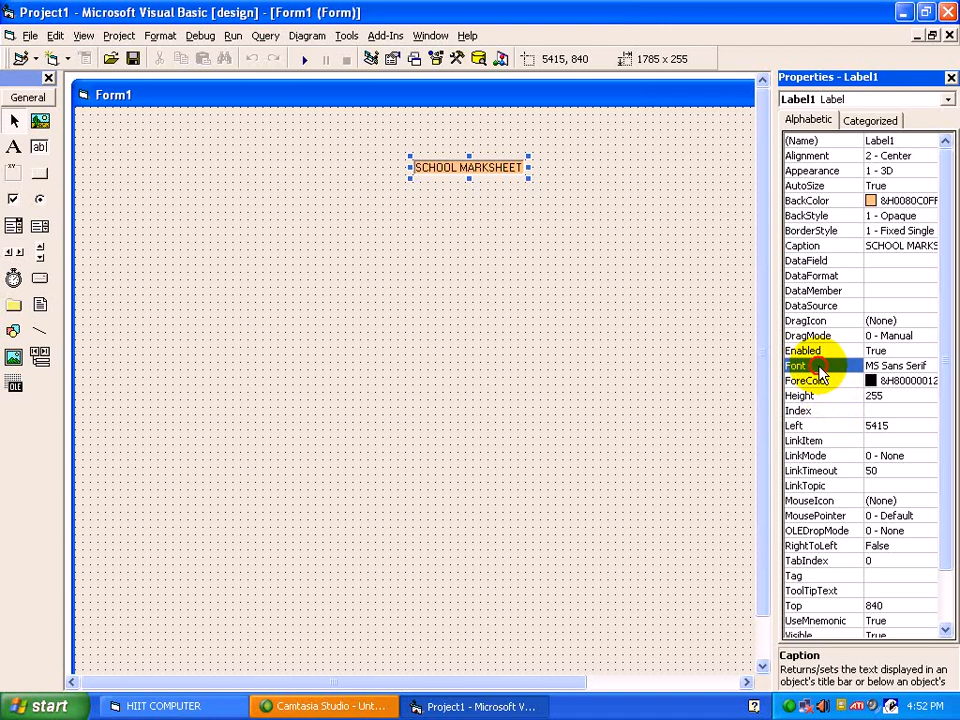 Project1 - Microsoft Visual Basic [design] - [Form1 (Form)]
File Edit View Project Format Debug Run Query Diagram Tools Add-Ins Window Help
5415, 840 1785 x 255
General
Form1
SCHOOL MARKSHEET
Properties - Label1
Label1 Label
Alphabetic Categorized
(Name) Label1
Alignment 2 - Center
Appearance 1 - 3D
AutoSize True
BackColor &H0080C0FF
BackStyle 1 - Opaque
BorderStyle 1 - Fixed Single
Caption SCHOOL MARKS
DataField
DataFormat
DataMember
DataSource
DragIcon (None)
DragMode 0 - Manual
Enabled True
Font MS Sans Serif
ForeColor &H80000012
Height 255
Index
Left 5415
LinkItem
LinkMode 0 - None
LinkTimeout 50
LinkTopic
MouseIcon (None)
MousePointer 0 - Default
OLEDropMode 0 - None
RightToLeft False
TabIndex 0
Tag
ToolTipText
Top 840
UseMnemonic True
Visible True
Caption
Returns/sets the text displayed in an
object's title bar or below an object's
start HIIT COMPUTER Camtasia Studio - Unt... Project1 - Microsoft V... ? ATI 4:52 PM
A ab| XY OLE